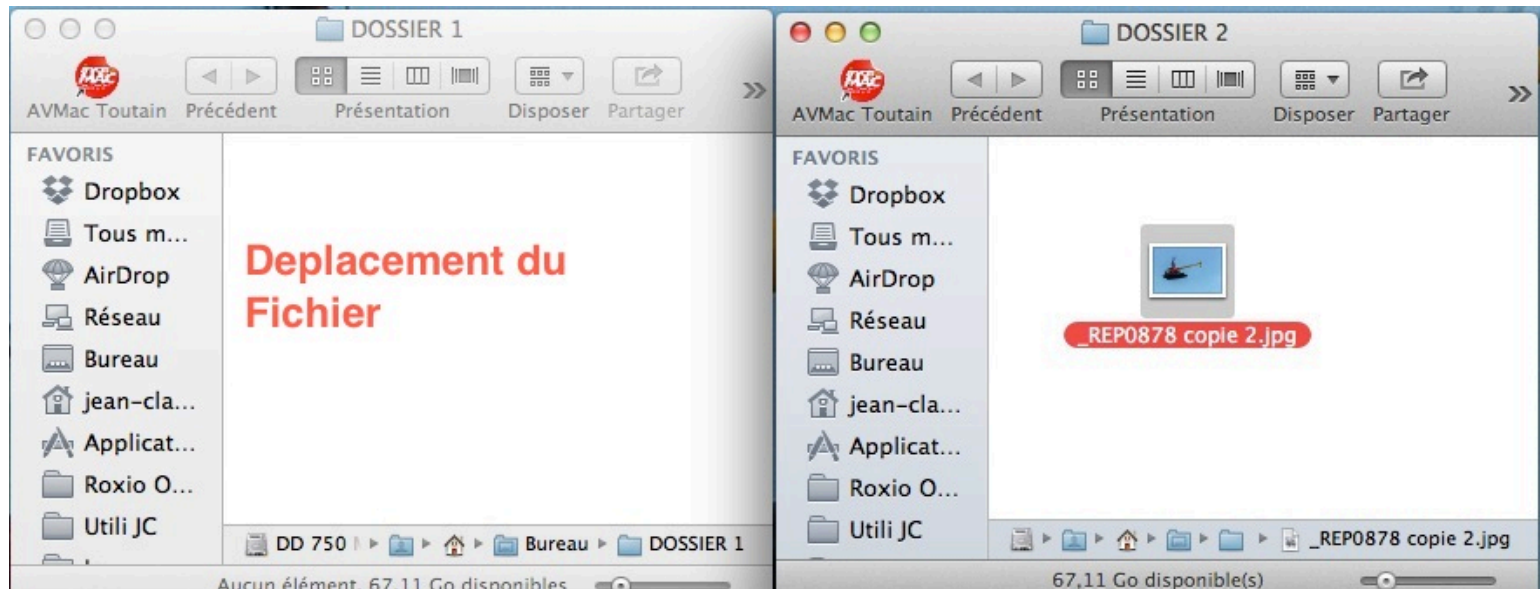 DOSSIER 1
AVMac Toutain Précédent Présentation Disposer Partager
FAVORIS
Dropbox
Tous m...
AirDrop
Réseau
Bureau
jean-cla...
Applicat...
Roxio O...
Utili JC
Deplacement du
Fichier
DD 750 Bureau DOSSIER 1
Aucun élément, 67,11 Go disponibles
DOSSIER 2
AVMac Toutain Précédent Présentation Disposer Partager
FAVORIS
Dropbox
Tous m...
AirDrop
Réseau
Bureau
jean-cla...
Applicat...
Roxio O...
Utili JC
_REP0878 copie 2.jpg
_REP0878 copie 2.jpg
67,11 Go disponible(s)